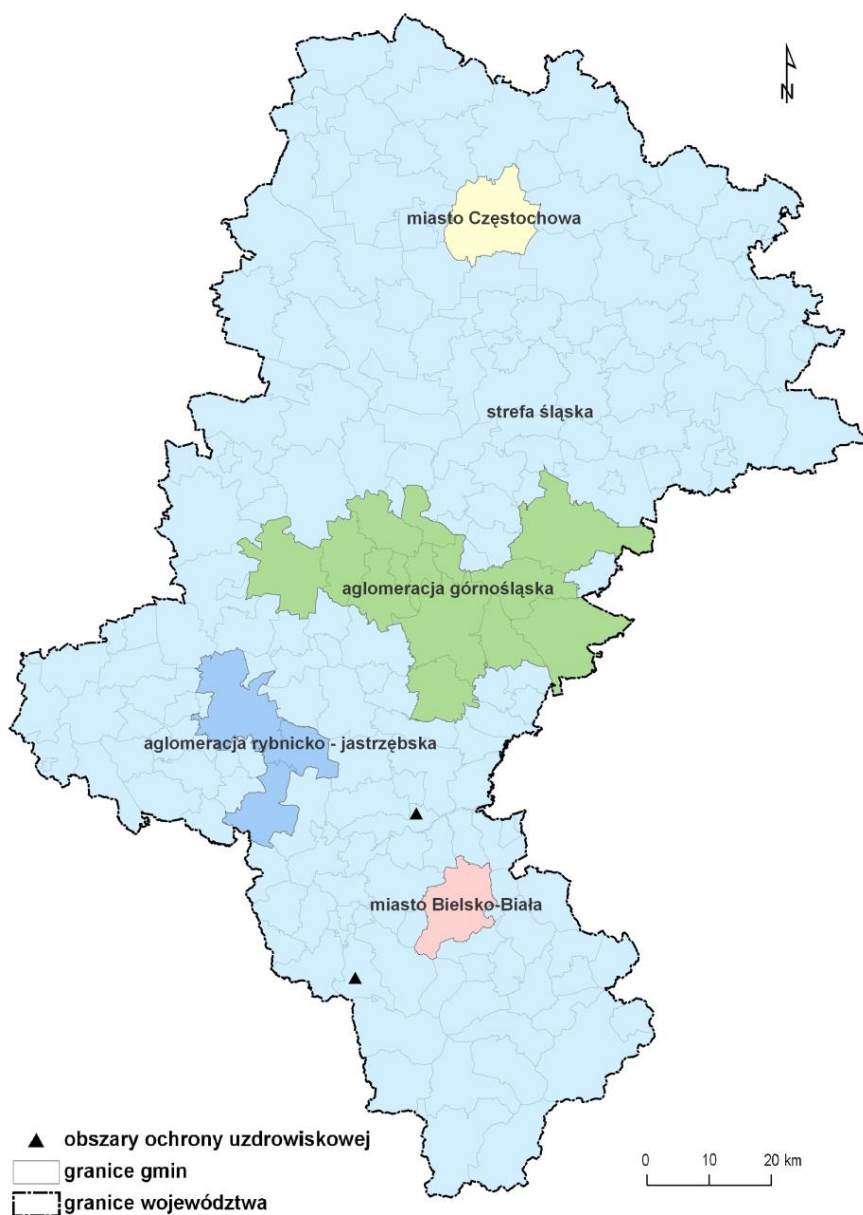 N
miasto Częstochowa
strefa śląska
aglomeracja górnośląska
aglomeracja rybnicko - jastrzębska
miasto Bielsko-Biała
obszary ochrony uzdrowiskowej
granice gmin
granice województwa
0 10 20 km